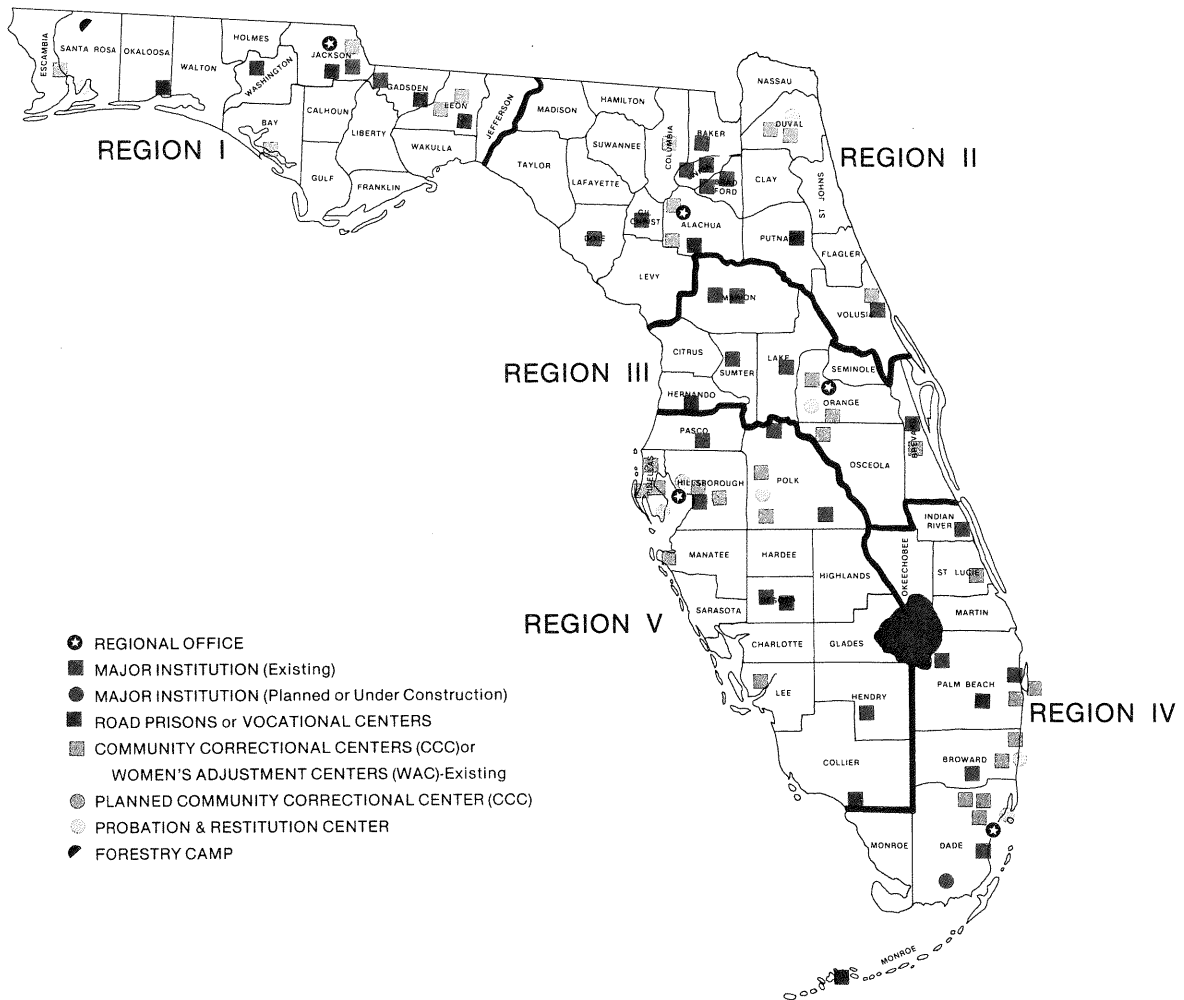 ESCAMBIA
SANTA ROSA
OKALOOSA
WALTON
HOLMES
WASHINGTON
JACKSON
BAY
CALHOUN
GULF
LIBERTY
FRANKLIN
GADSDEN
LEON
WAKULLA
JEFFERSON
REGION I
MADISON
TAYLOR
HAMILTON
SUWANNEE
LAFAYETTE
COLUMBIA
BAKER
NASSAU
DUVAL
CLAY
ST JOHNS
FORD
GIL
CHRIST
ALACHUA
PUTNAM
FLAGLER
LEVY
VOLUSIA
REGION II
MARION
CITRUS
SUMTER
LAKE
SEMINOLE
ORANGE
HERNANDO
OSCEOLA
BREVARD
REGION III
PASCO
PINELLAS
HILLSBOROUGH
POLK
INDIAN
RIVER
MANATEE
HARDEE
HIGHLANDS
OKEECHOBEE
ST LUCIE
SARASOTA
MARTIN
CHARLOTTE
GLADES
PALM BEACH
LEE
HENDRY
COLLIER
BROWARD
MONROE
DADE
MONROE
REGION V
REGION IV
REGIONAL OFFICE
MAJOR INSTITUTION (Existing)
MAJOR INSTITUTION (Planned or Under Construction)
ROAD PRISONS or VOCATIONAL CENTERS
COMMUNITY CORRECTIONAL CENTERS (CCC)or
WOMEN'S ADJUSTMENT CENTERS (WAC)-Existing
PLANNED COMMUNITY CORRECTIONAL CENTER (CCC)
PROBATION & RESTITUTION CENTER
FORESTRY CAMP